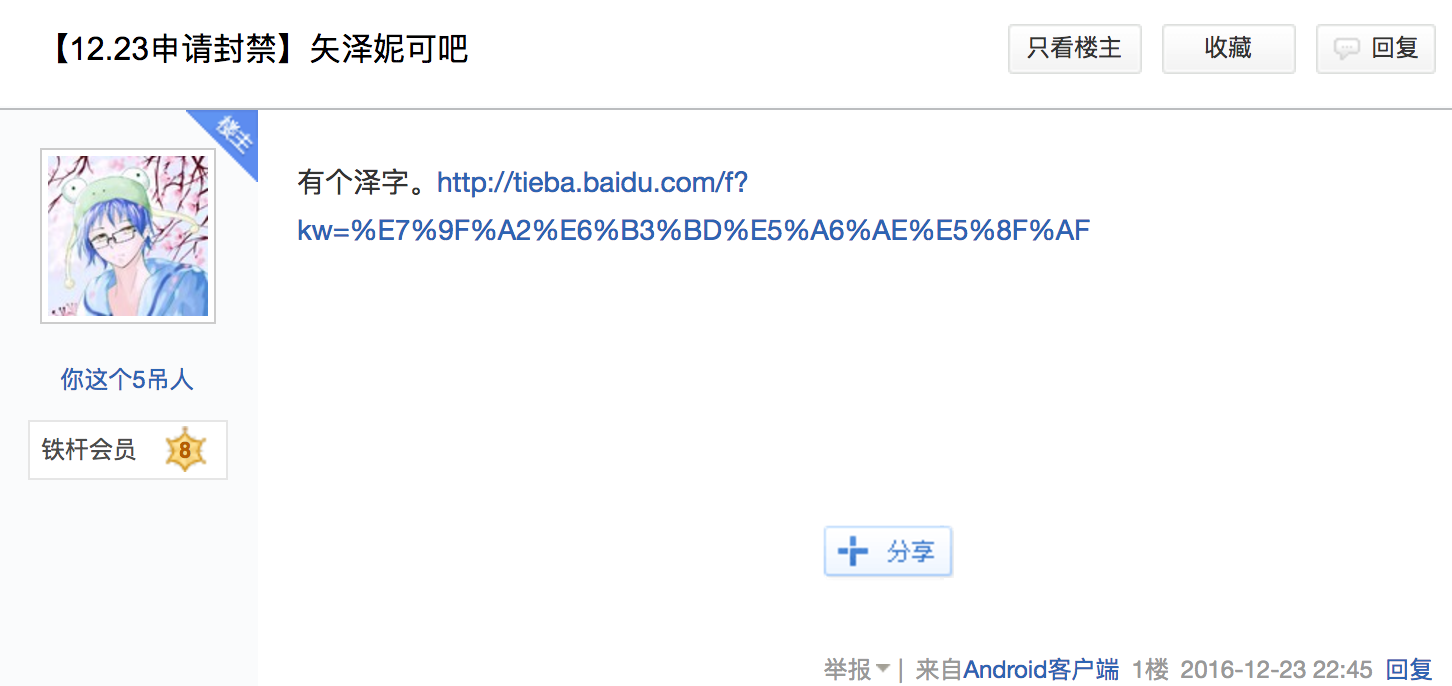 【12.23申请封禁】矢泽妮可吧
只看楼主
收藏
回复
楼主
你这个5吊人
铁杆会员 8
有个泽字。http://tieba.baidu.com/f?
kw=%E7%9F%A2%E6%B3%BD%E5%A6%AE%E5%8F%AF
分享
举报 | 来自Android客户端 1楼 2016-12-23 22:45 回复